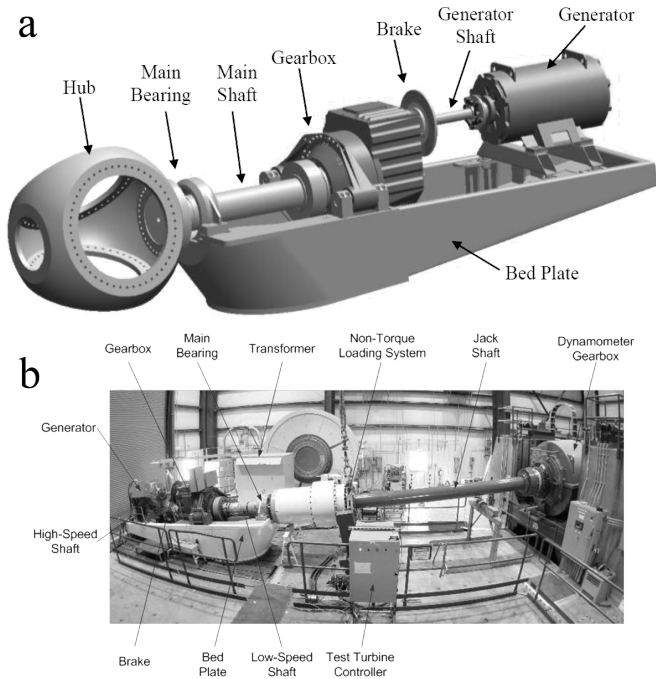 a
Generator
Generator
Shaft
Brake
Gearbox
Main
Bearing
Main
Shaft
Hub
Bed Plate
b
Gearbox
Main
Bearing
Transformer
Non-Torque
Loading System
Jack
Shaft
Dynamometer
Gearbox
Generator
High-Speed
Shaft
Brake
Bed
Plate
Low-Speed
Shaft
Test Turbine
Controller